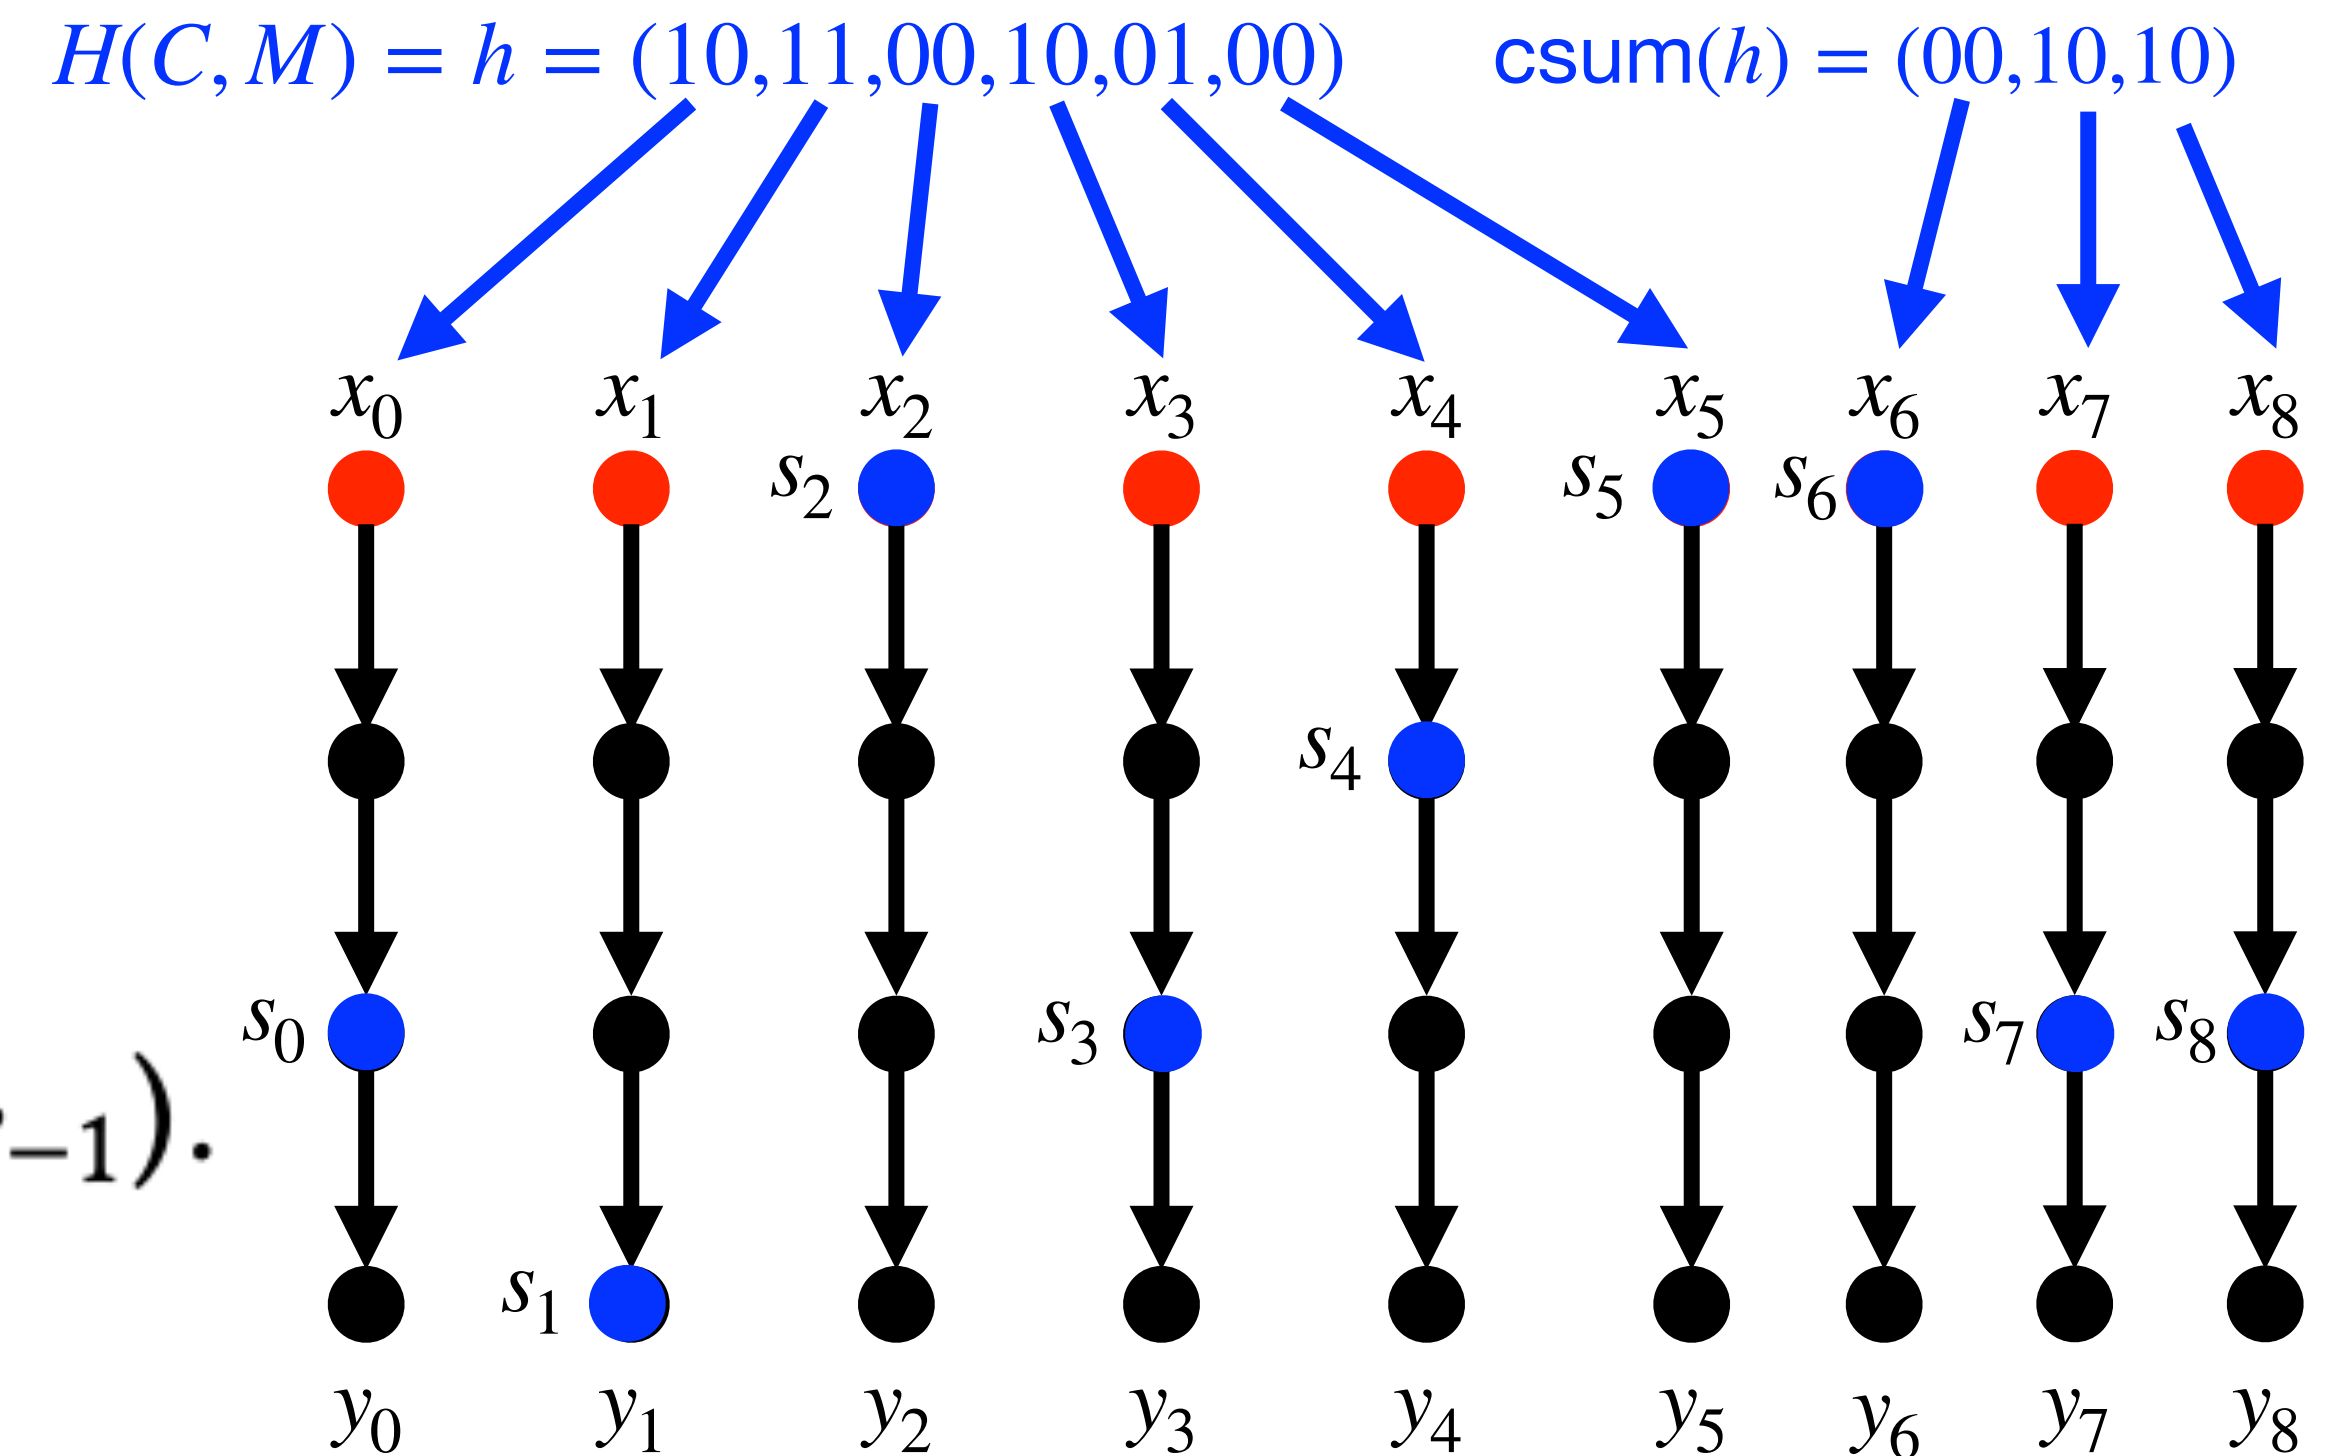 H(C, M) = h = (10,11,00,10,01,00) csum(h) = (00,10,10)
x0 x1 x2 x3 x4 x5 x6 x7 x8
s2 s5 s6
s4
s0 s3 s7 s8
−1).
s1
y0 y1 y2 y3 y4 y5 y6 y7 y8